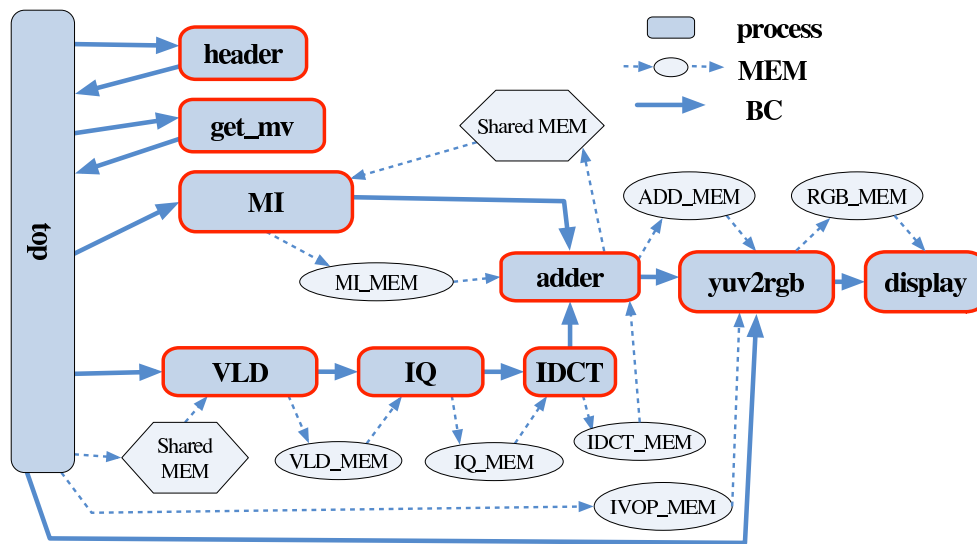 process
header
MEM
BC
get_mv
Shared MEM
MI
ADD_MEM
RGB_MEM
top
MI_MEM
adder
yuv2rgb
display
VLD
IQ
IDCT
Shared
MEM
VLD_MEM
IQ_MEM
IDCT_MEM
IVOP_MEM